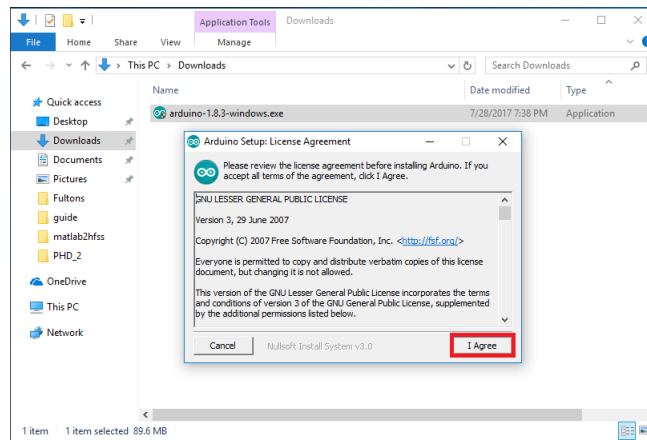 Application Tools
Downloads
File
Home
Share
View
Manage
This PC
Downloads
Search Downloads
Name
Date modified
Type
Quick access
Desktop
Downloads
Documents
Pictures
Fultons
guide
matlab2hfss
PHD_2
OneDrive
This PC
Network
arduino-1.8.3-windows.exe
7/28/2017 7:38 PM
Application
Arduino Setup: License Agreement
Please review the license agreement before installing Arduino. If you
accept all terms of the agreement, click I Agree.
GNU LESSER GENERAL PUBLIC LICENSE
Version 3, 29 June 2007
Copyright (C) 2007 Free Software Foundation, Inc. <http://fsf.org/>
Everyone is permitted to copy and distribute verbatim copies of this license
document, but changing it is not allowed.
This version of the GNU Lesser General Public License incorporates the terms
and conditions of version 3 of the GNU General Public License, supplemented
by the additional permissions listed below.
Cancel
Nullsoft Install System v3.0
I Agree
1 item
1 item selected 89.6 MB